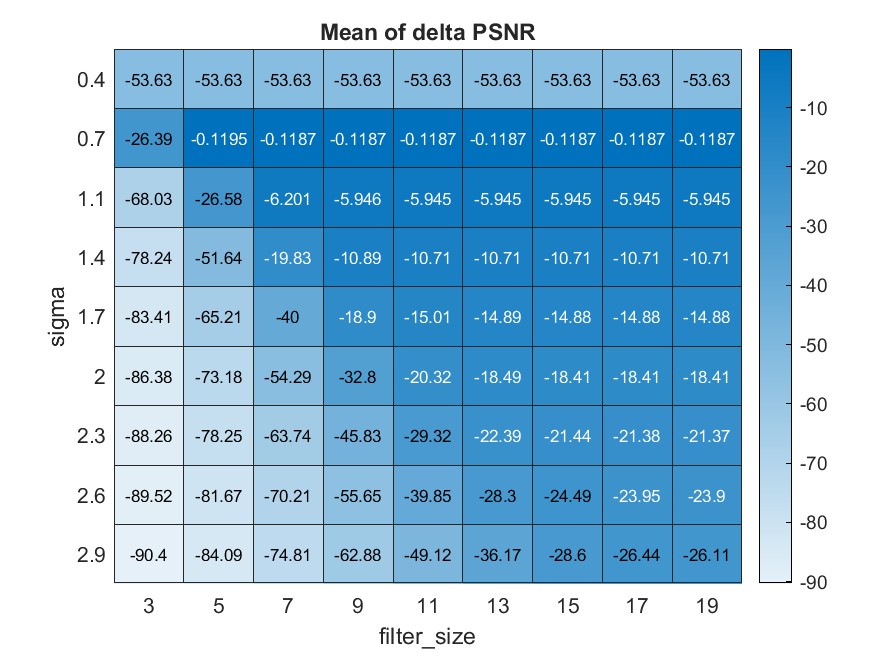 Mean of delta PSNR
0.4 -53.63 -53.63 -53.63 -53.63 -53.63 -53.63 -53.63 -53.63 -53.63
0.7 -26.39 -0.1195 -0.1187 -0.1187 -0.1187 -0.1187 -0.1187 -0.1187 -0.1187
1.1 -68.03 -26.58 -6.201 -5.946 -5.945 -5.945 -5.945 -5.945 -5.945
1.4 -78.24 -51.64 -19.83 -10.89 -10.71 -10.71 -10.71 -10.71 -10.71
1.7 -83.41 -65.21 -40 -18.9 -15.01 -14.89 -14.88 -14.88 -14.88
2 -86.38 -73.18 -54.29 -32.8 -20.32 -18.49 -18.41 -18.41 -18.41
2.3 -88.26 -78.25 -63.74 -45.83 -29.32 -22.39 -21.44 -21.38 -21.37
2.6 -89.52 -81.67 -70.21 -55.65 -39.85 -28.3 -24.49 -23.95 -23.9
2.9 -90.4 -84.09 -74.81 -62.88 -49.12 -36.17 -28.6 -26.44 -26.11
3 5 7 9 11 13 15 17 19
filter_size
sigma
-10
-20
-30
-40
-50
-60
-70
-80
-90